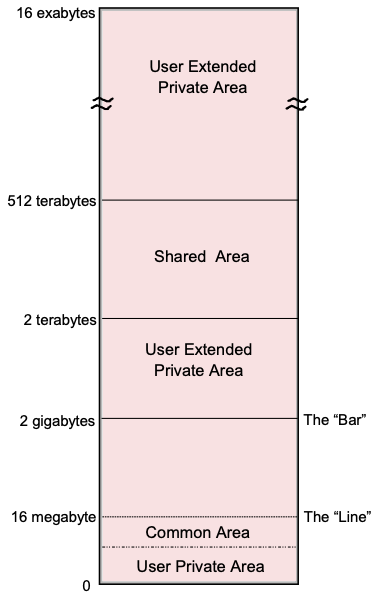 16 exabytes
User Extended
Private Area
512 terabytes
Shared Area
2 terabytes
User Extended
Private Area
2 gigabytes
The “Bar”
16 megabyte
The “Line”
Common Area
User Private Area
0